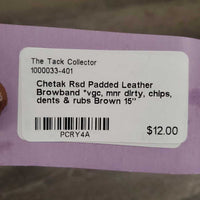 The Tack Collector
1000033-401
Chetak Rsd Padded Leather
Browband *vgc, mnr dirty, chips,
dents & rubs Brown 15"
PCRY4A
$12.00